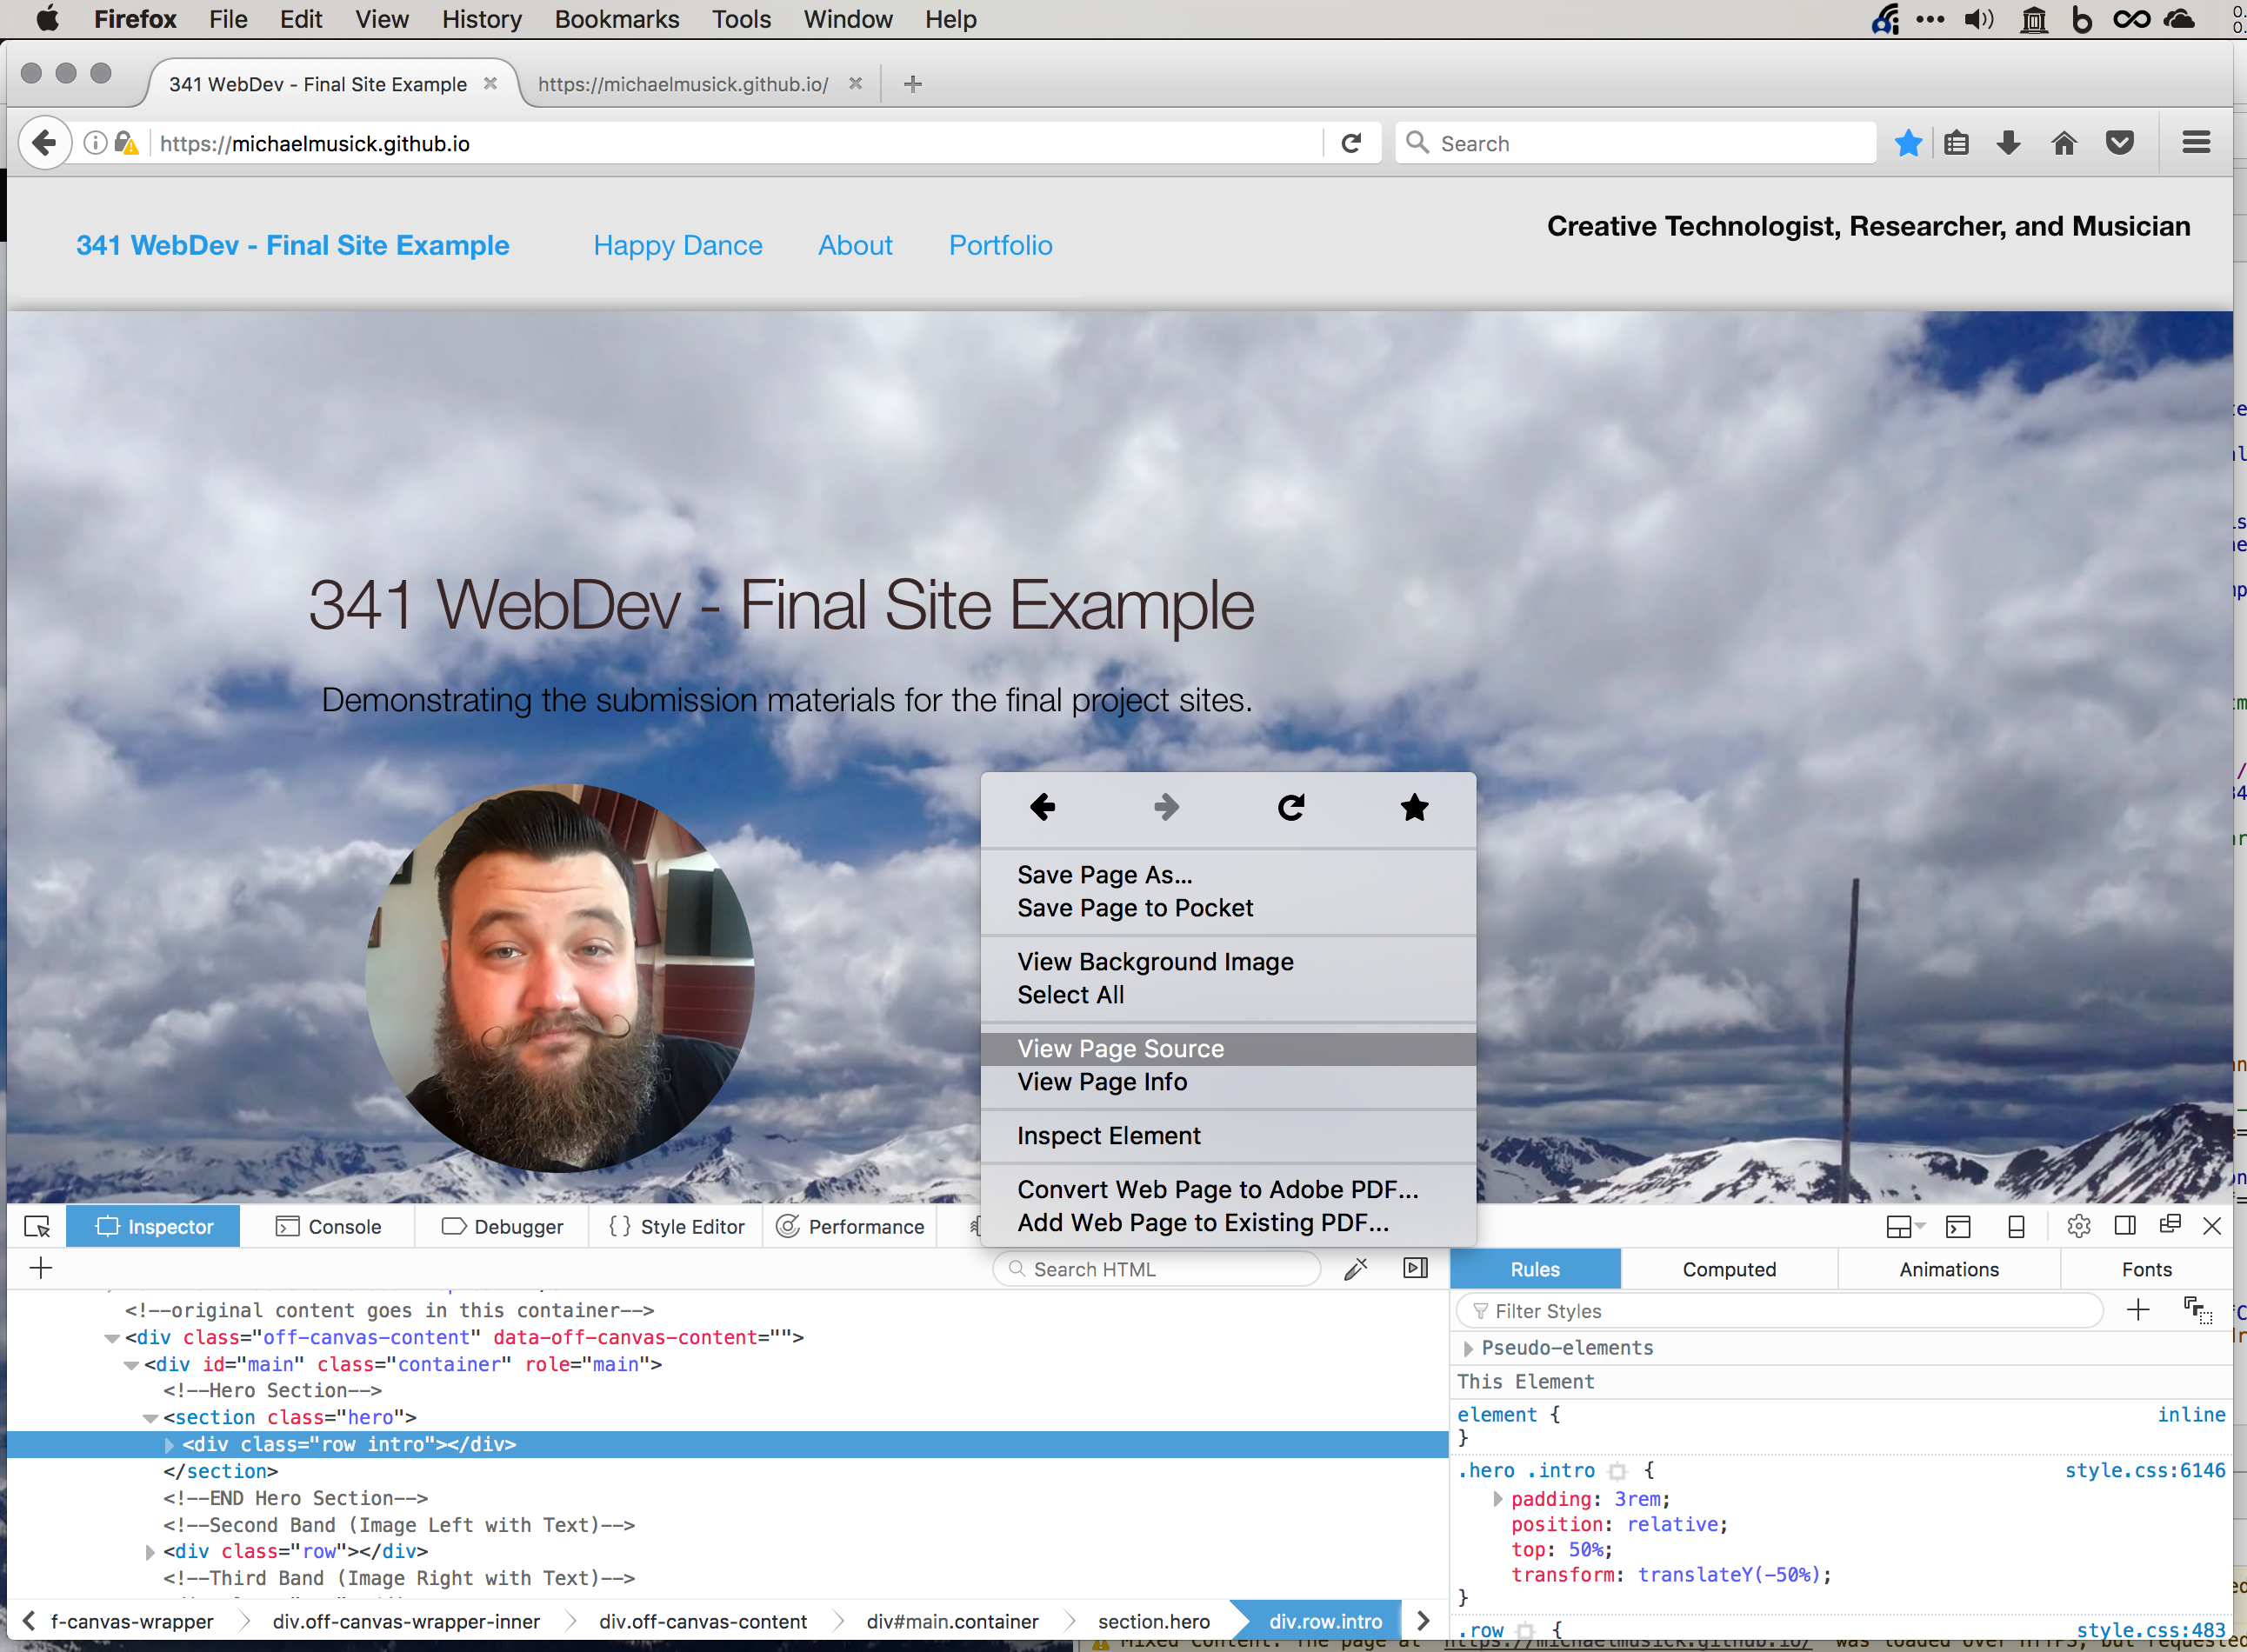 Firefox File Edit View History Bookmarks Tools Window Help
341 WebDev - Final Site Example https://michaelmusick.github.io/
https://michaelmusick.github.io
Search
341 WebDev - Final Site Example Happy Dance About Portfolio
Creative Technologist, Researcher, and Musician
341 WebDev - Final Site Example
Demonstrating the submission materials for the final project sites.
Save Page As...
Save Page to Pocket
View Background Image
Select All
View Page Source
View Page Info
Inspect Element
Convert Web Page to Adobe PDF...
Add Web Page to Existing PDF...
Inspector Console Debugger Style Editor Performance
Search HTML
<!--original content goes in this container-->
<div class="off-canvas-content" data-off-canvas-content="">
<div id="main" class="container" role="main">
<!--Hero Section-->
<section class="hero">
<div class="row intro"></div>
</section>
<!--END Hero Section-->
<!--Second Band (Image Left with Text)-->
<div class="row"></div>
<!--Third Band (Image Right with Text)-->
f-canvas-wrapper div.off-canvas-wrapper-inner div.off-canvas-content div#main.container section.hero div.row.intro
Rules Computed Animations Fonts
Filter Styles
Pseudo-elements
This Element
element { inline
}
.hero .intro { style.css:6146
padding: 3rem;
position: relative;
top: 50%;
transform: translateY(-50%);
}
.row { style.css:483
Mixed Content: The page at 'https://michaelmusick.github.io/' was loaded over HTTPS, but requested